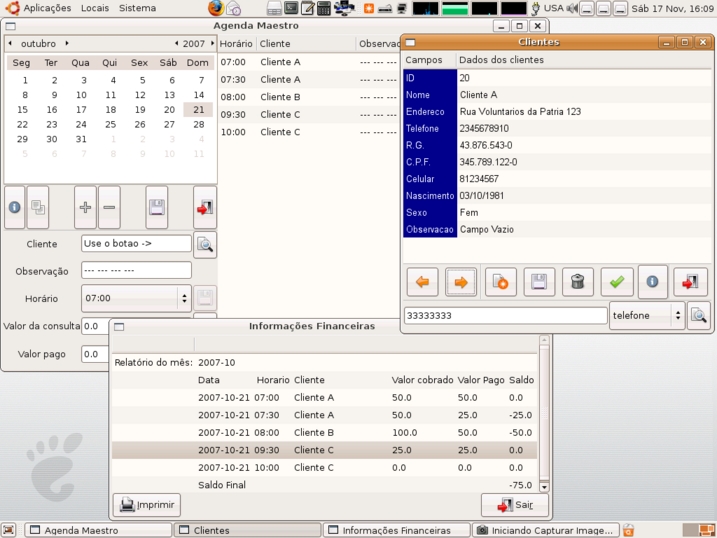 Aplicações Locais Sistema USA Sáb 17 Nov, 16:09
Agenda Maestro
outubro 2007
Seg Ter Qua Qui Sex Sáb Dom
1 2 3 4 5 6 7
8 9 10 11 12 13 14
15 16 17 18 19 20 21
22 23 24 25 26 27 28
29 30 31 1 2 3 4
5 6 7 8 9 10 11
Cliente Use o botao ->
Observação --- --- --- ---
Horário 07:00
Valor da consulta 0.0
Valor pago 0.0
Horário Cliente Observac
07:00 Cliente A --- --- ---
07:30 Cliente A --- --- ---
08:00 Cliente B --- --- ---
09:30 Cliente C --- --- ---
10:00 Cliente C --- --- ---
Clientes
Campos Dados dos clientes
ID 20
Nome Cliente A
Endereco Rua Voluntarios da Patria 123
Telefone 2345678910
R.G. 43.876.543-0
C.P.F. 345.789.122-0
Celular 81234567
Nascimento 03/10/1981
Sexo Fem
Observacao Campo Vazio
33333333 telefone
Informações Financeiras
Relatório do mês: 2007-10
Data Horario Cliente Valor cobrado Valor Pago Saldo
2007-10-21 07:00 Cliente A 50.0 50.0 0.0
2007-10-21 07:30 Cliente A 50.0 25.0 -25.0
2007-10-21 08:00 Cliente B 100.0 50.0 -50.0
2007-10-21 09:30 Cliente C 25.0 25.0 0.0
2007-10-21 10:00 Cliente C 0.0 0.0 0.0
Saldo Final -75.0
Imprimir Sair
Agenda Maestro Clientes Informações Financeiras Iniciando Capturar Image...